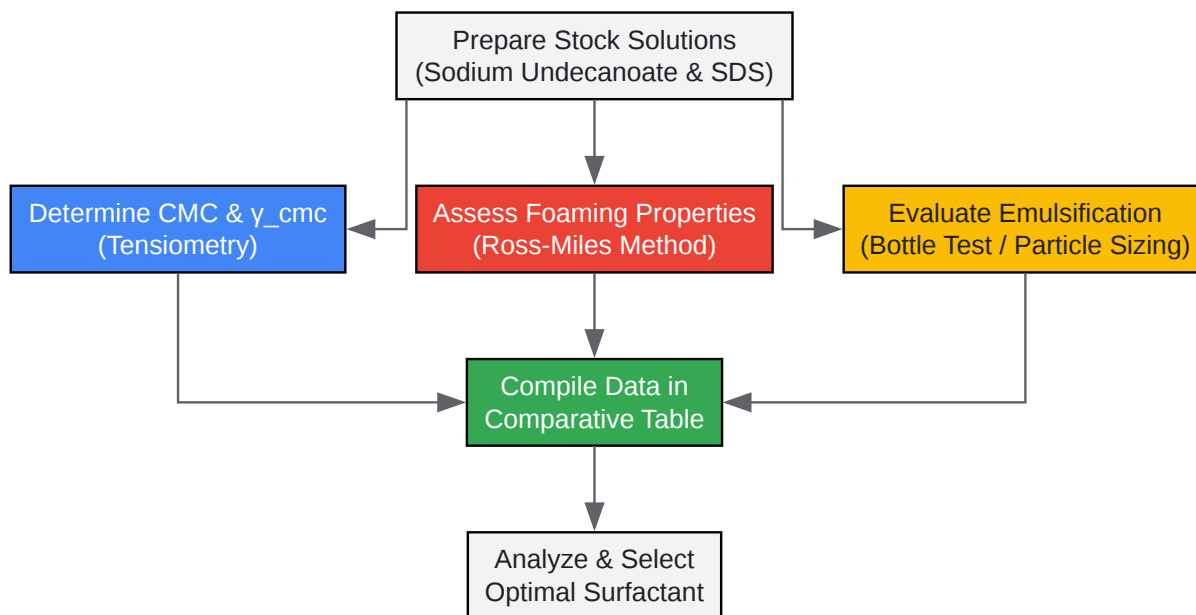 Prepare Stock Solutions
(Sodium Undecanoate & SDS)
Determine CMC & γ_cmc
(Tensiometry)
Assess Foaming Properties
(Ross-Miles Method)
Evaluate Emulsification
(Bottle Test / Particle Sizing)
Compile Data in
Comparative Table
Analyze & Select
Optimal Surfactant